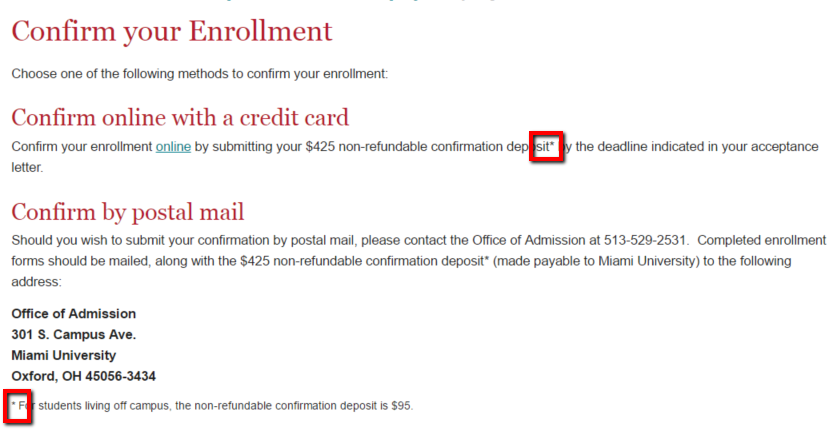 Confirm your Enrollment
Choose one of the following methods to confirm your enrollment:
Confirm online with a credit card
Confirm your enrollment online by submitting your $425 non-refundable confirmation deposit* by the deadline indicated in your acceptance
letter.
Confirm by postal mail
Should you wish to submit your confirmation by postal mail, please contact the Office of Admission at 513-529-2531.  Completed enrollment
forms should be mailed, along with the $425 non-refundable confirmation deposit* (made payable to Miami University) to the following
address:
Office of Admission
301 S. Campus Ave.
Miami University
Oxford, OH 45056-3434
* For students living off campus, the non-refundable confirmation deposit is $95.